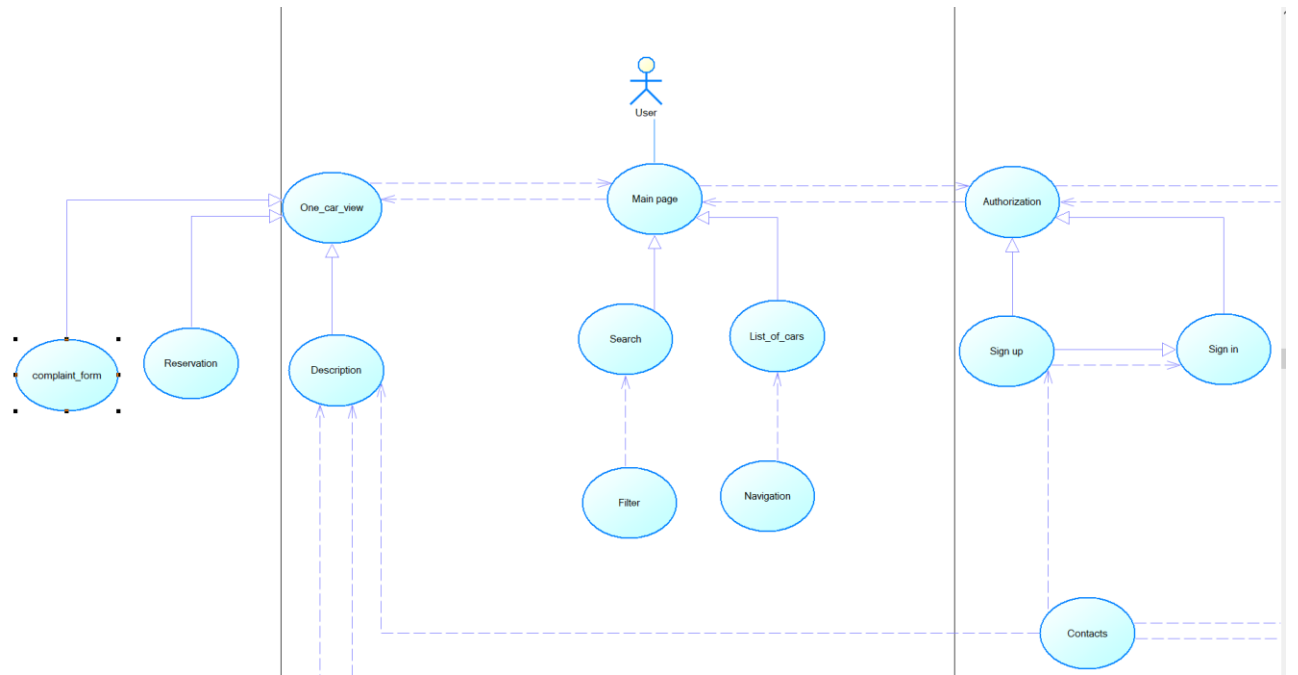 User
One_car_view
Main page
Authorization
Search
List_of_cars
Sign up
Sign in
complaint_form
Reservation
Description
Filter
Navigation
Contacts